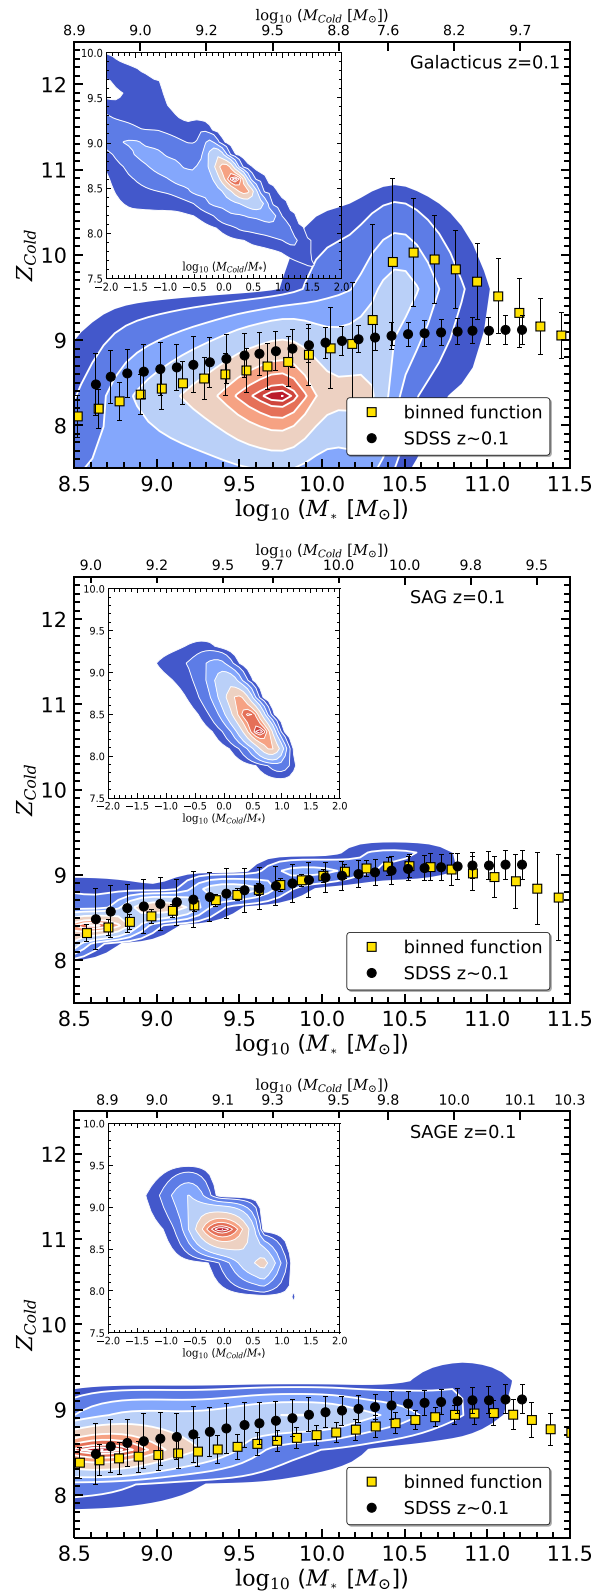 log₁₀ (M_Cold [M⊙])
8.9 9.0 9.2 9.5 8.8 7.6 8.2 9.7
Galacticus z=0.1
12
11
10
9
8
Z_Cold
10.0
9.5
9.0
8.5
8.0
7.5
−2.0 −1.5 −1.0 −0.5 0.0 0.5 1.0 1.5 2.0
log₁₀ (M_Cold/M*)
binned function
SDSS z~0.1
8.5 9.0 9.5 10.0 10.5 11.0 11.5
log₁₀ (M* [M⊙])
log₁₀ (M_Cold [M⊙])
9.0 9.2 9.5 9.7 10.0 10.0 9.8 9.5
SAG z=0.1
12
11
10
9
8
Z_Cold
10.0
9.5
9.0
8.5
8.0
7.5
−2.0 −1.5 −1.0 −0.5 0.0 0.5 1.0 1.5 2.0
log₁₀ (M_Cold/M*)
binned function
SDSS z~0.1
8.5 9.0 9.5 10.0 10.5 11.0 11.5
log₁₀ (M* [M⊙])
log₁₀ (M_Cold [M⊙])
8.9 9.0 9.1 9.3 9.5 9.8 10.0 10.1 10.3
SAGE z=0.1
12
11
10
9
8
Z_Cold
10.0
9.5
9.0
8.5
8.0
7.5
−2.0 −1.5 −1.0 −0.5 0.0 0.5 1.0 1.5 2.0
log₁₀ (M_Cold/M*)
binned function
SDSS z~0.1
8.5 9.0 9.5 10.0 10.5 11.0 11.5
log₁₀ (M* [M⊙])